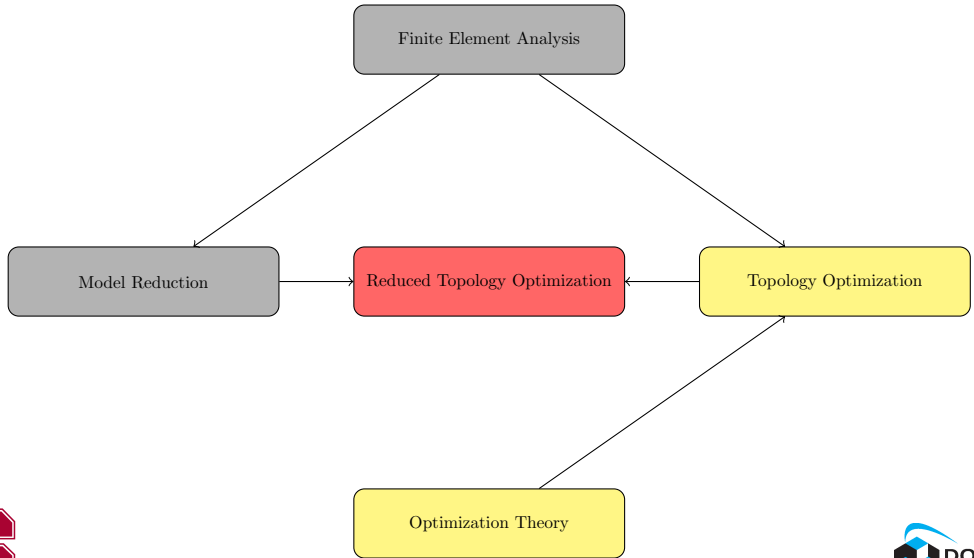 Finite Element Analysis
Model Reduction
Reduced Topology Optimization
Topology Optimization
Optimization Theory